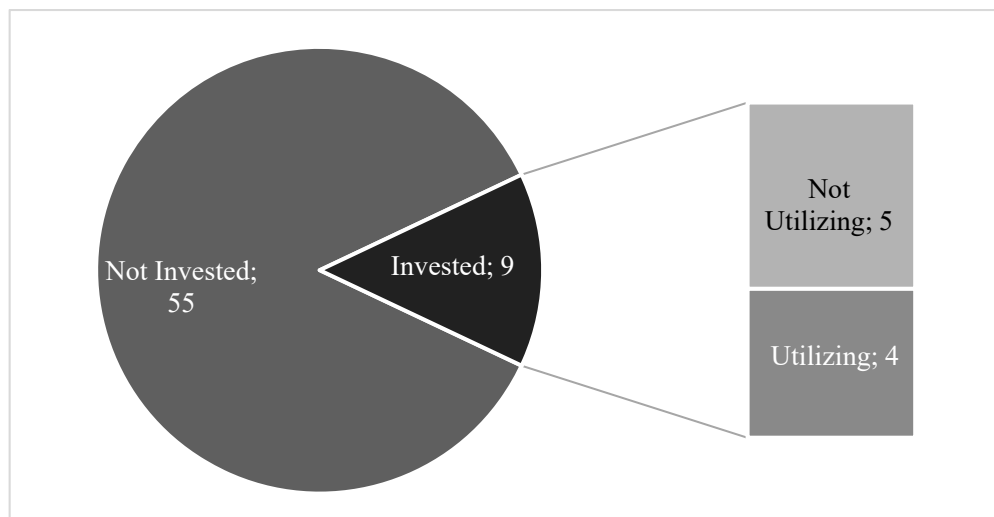 Not Invested;
55
Invested; 9
Not
Utilizing; 5
Utilizing; 4